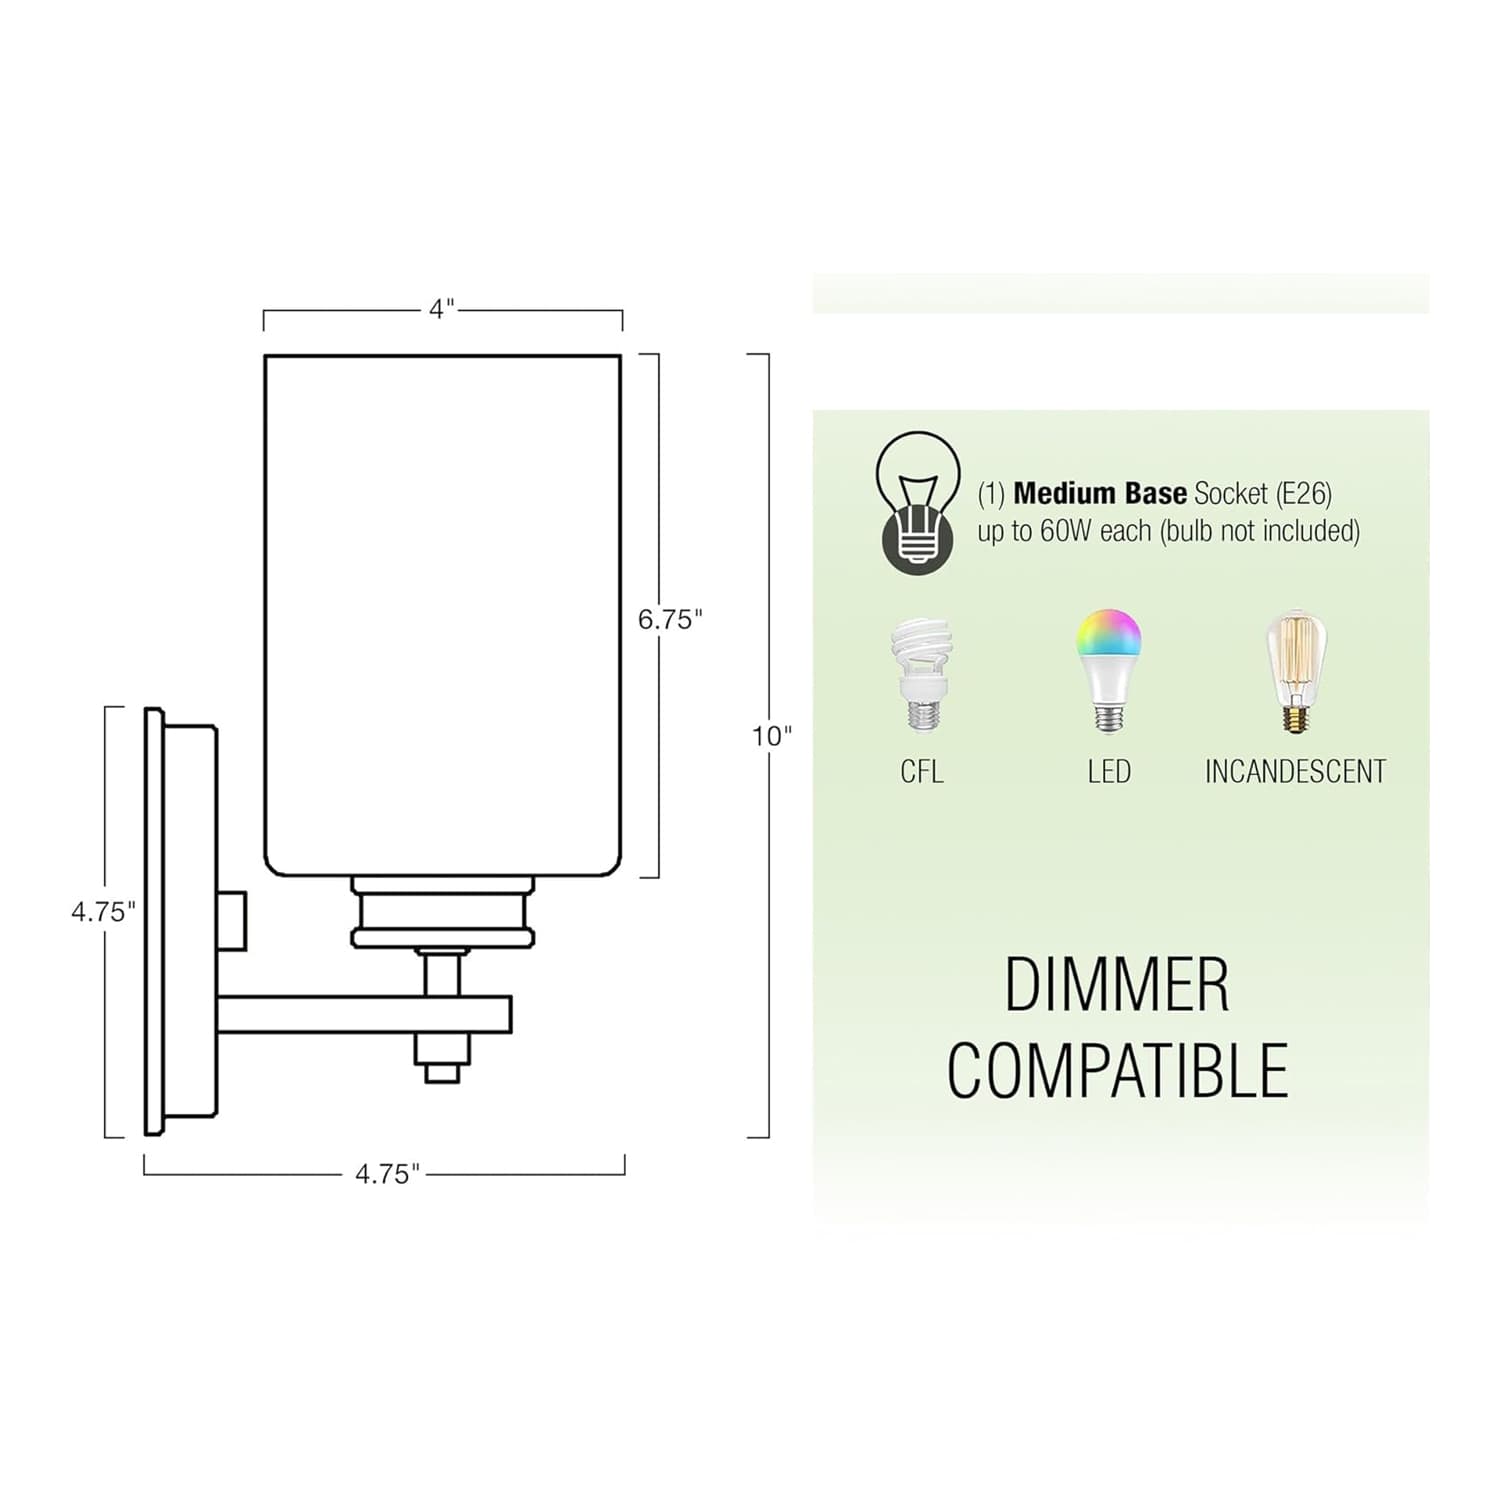 4"
6.75"
10"
4.75"
4.75"
(1) Medium Base Socket (E26)
up to 60W each (bulb not included)
CFL
LED
INCANDESCENT
DIMMER
COMPATIBLE